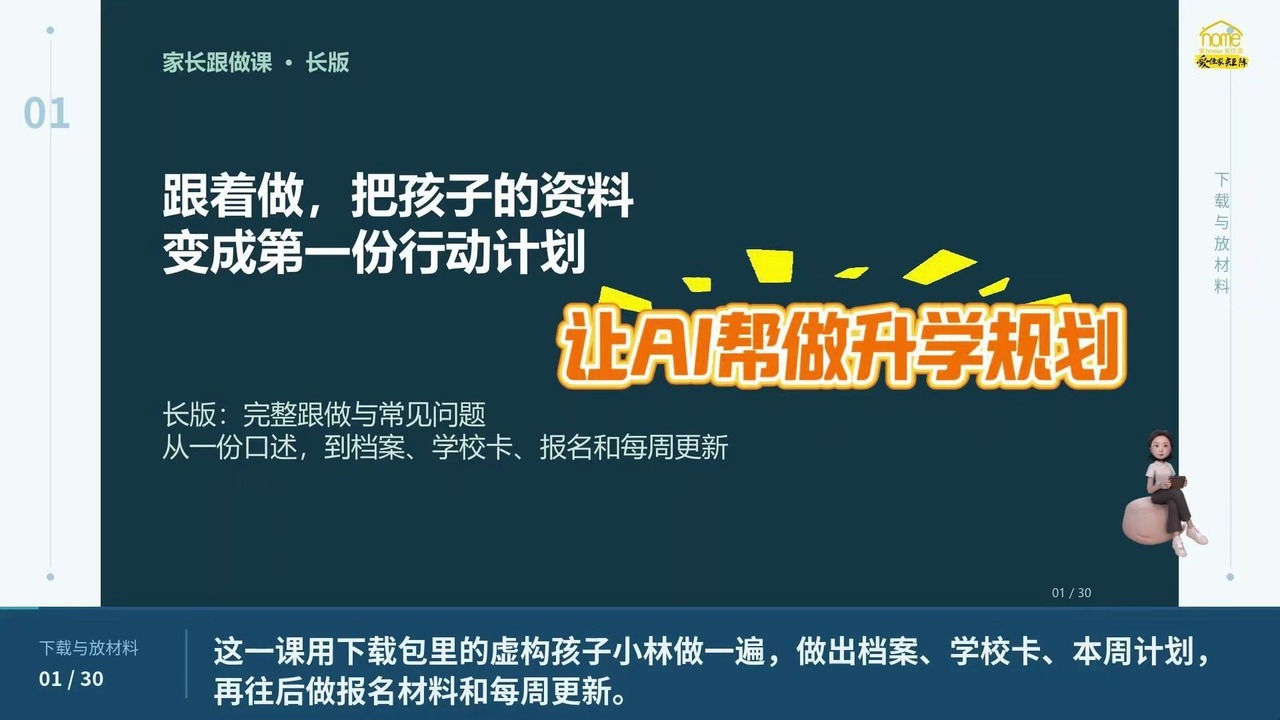 家长跟做课 • 长版
home
爱住家矩阵
01
跟着做，把孩子的资料
变成第一份行动计划
下载与放材料
让AI帮做升学规划
长版：完整跟做与常见问题
从一份口述，到档案、学校卡、报名和每周更新
01 / 30
下载与放材料
01 / 30
这一课用下载包里的虚构孩子小林做一遍，做出档案、学校卡、本周计划，
再往后做报名材料和每周更新。